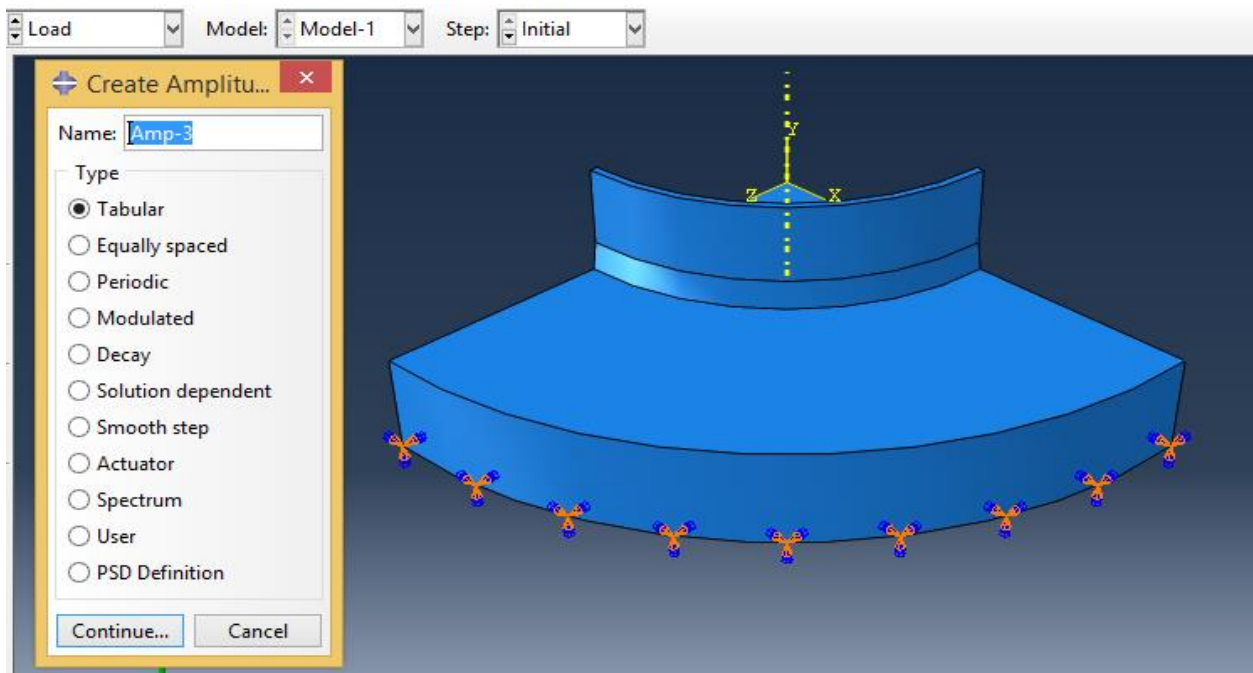 Load Model: Model-1 Step: Initial
Create Amplitu...
Name: Amp-3
Type
Tabular
Equally spaced
Periodic
Modulated
Decay
Solution dependent
Smooth step
Actuator
Spectrum
User
PSD Definition
Continue... Cancel
Y
Z X